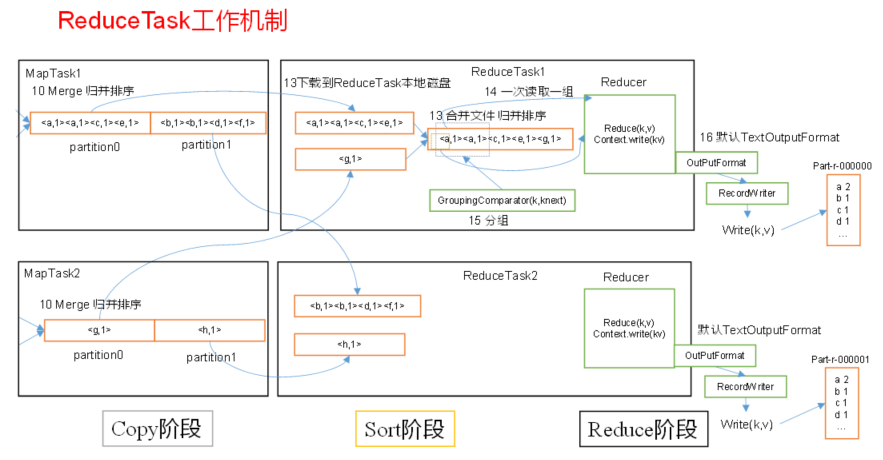 ReduceTask工作机制
MapTask1
10 Merge 归并排序
<a,1><a,1><c,1><e,1>
<b,1><b,1><d,1><f,1>
partition0
partition1
ReduceTask1
13下载到ReduceTask本地磁盘
14 一次读取一组
<a,1><a,1><c,1><e,1>
13 合并文件 归并排序
<a,1><a,1><c,1><e,1><g,1>
<g,1>
GroupingComparator(k,knext)
15 分组
Reducer
Reduce(k,v)
Context.write(kv)
16 默认TextOutputFormat
OutPutFormat
RecordWriter
Write(k,v)
Part-r-000000
a 2
b 1
c 1
d 1
...
MapTask2
10 Merge 归并排序
<g,1>
<h,1>
partition0
partition1
ReduceTask2
<b,1><b,1><d,1><f,1>
<h,1>
Reducer
Reduce(k,v)
Context.write(kv)
默认TextOutputFormat
OutPutFormat
RecordWriter
Write(k,v)
Part-r-000001
a 2
b 1
c 1
d 1
...
Copy阶段
Sort阶段
Reduce阶段